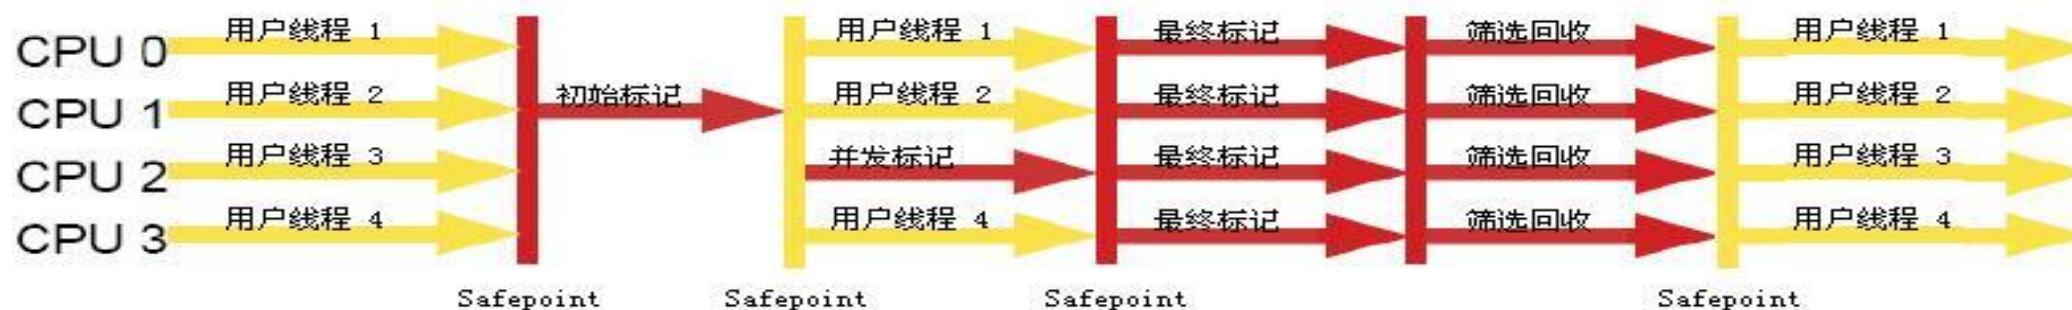 CPU 0 用户线程 1 用户线程 1 最终标记 筛选回收 用户线程 1
CPU 1 用户线程 2 初始标记 用户线程 2 最终标记 筛选回收 用户线程 2
CPU 2 用户线程 3 并发标记 最终标记 筛选回收 用户线程 3
CPU 3 用户线程 4 用户线程 4 最终标记 筛选回收 用户线程 4
Safepoint Safepoint Safepoint Safepoint